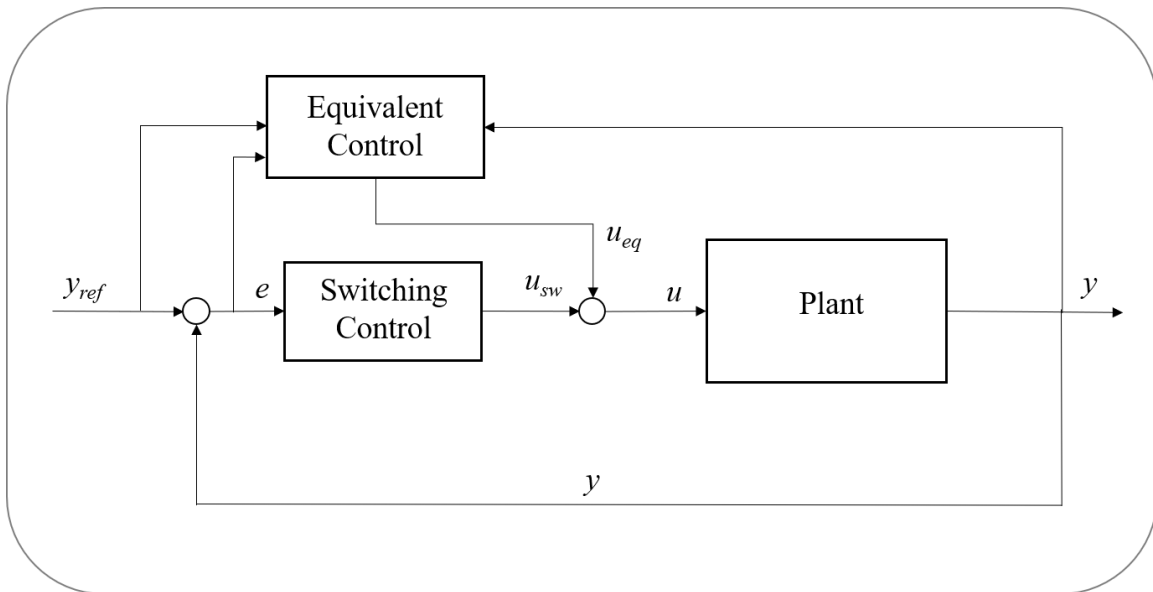 Equivalent
Control
u_eq
y_ref
e
Switching
Control
u_sw
u
Plant
y
y